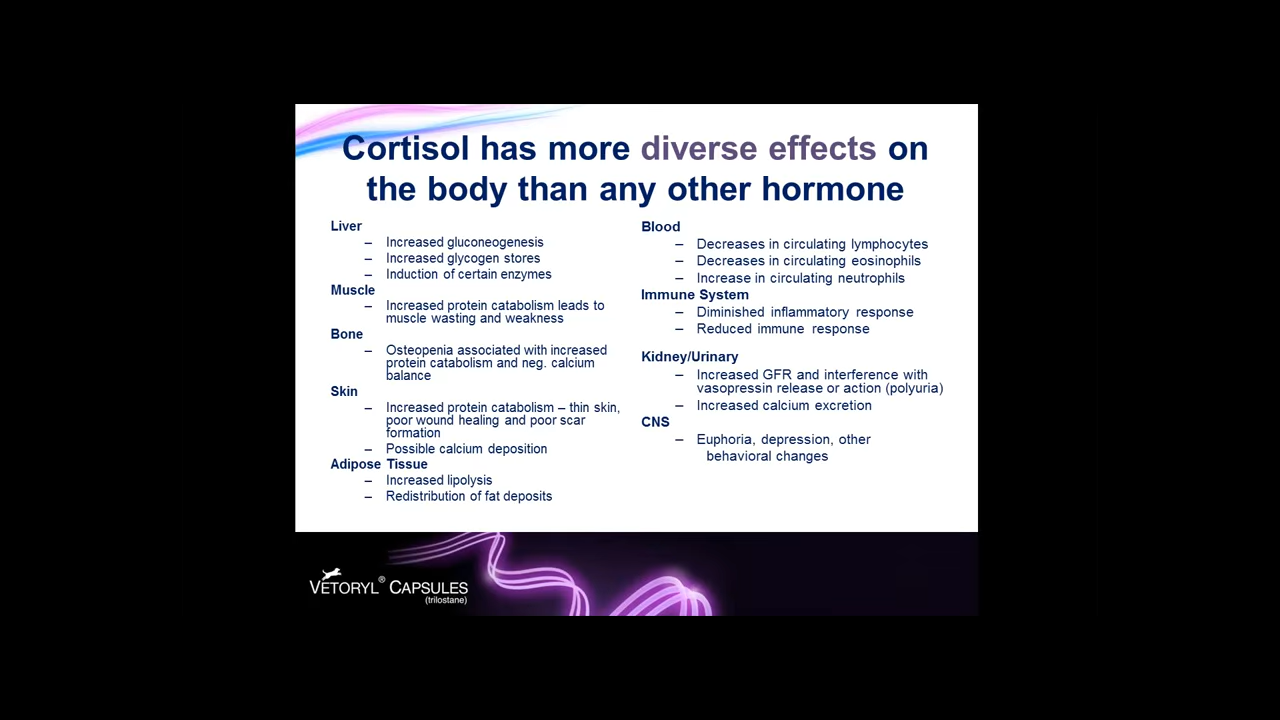 Cortisol has more diverse effects on
the body than any other hormone
Liver
– Increased gluconeogenesis
– Increased glycogen stores
– Induction of certain enzymes
Muscle
– Increased protein catabolism leads to
muscle wasting and weakness
Bone
– Osteopenia associated with increased
protein catabolism and neg. calcium
balance
Skin
– Increased protein catabolism – thin skin,
poor wound healing and poor scar
formation
– Possible calcium deposition
Adipose Tissue
– Increased lipolysis
– Redistribution of fat deposits
Blood
– Decreases in circulating lymphocytes
– Decreases in circulating eosinophils
– Increase in circulating neutrophils
Immune System
– Diminished inflammatory response
– Reduced immune response
Kidney/Urinary
– Increased GFR and interference with
vasopressin release or action (polyuria)
– Increased calcium excretion
CNS
– Euphoria, depression, other
behavioral changes
VETORYL® CAPSULES
(trilostane)